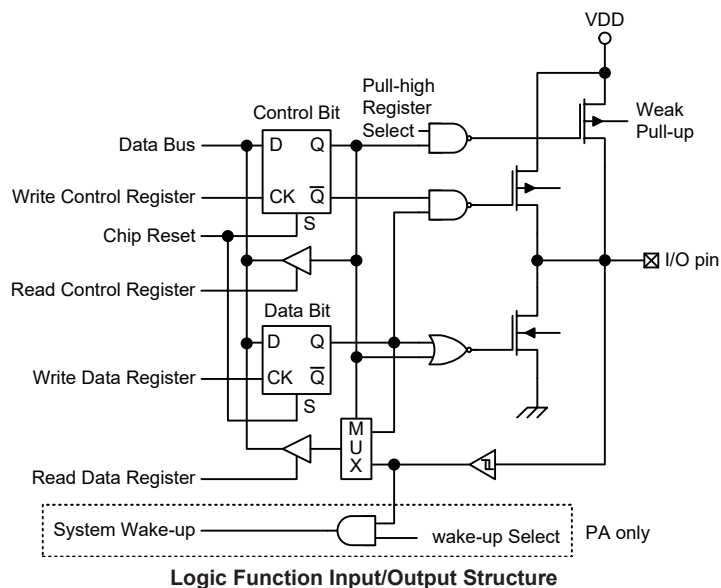 VDD
Pull-high
Register
Select
Weak
Pull-up
Control Bit
Data Bus
D
Q
Write Control Register
CK
Q
S
Chip Reset
I/O pin
Read Control Register
Data Bit
D
Q
Write Data Register
CK
Q
S
M
U
X
Read Data Register
System Wake-up
wake-up Select
PA only
Logic Function Input/Output Structure